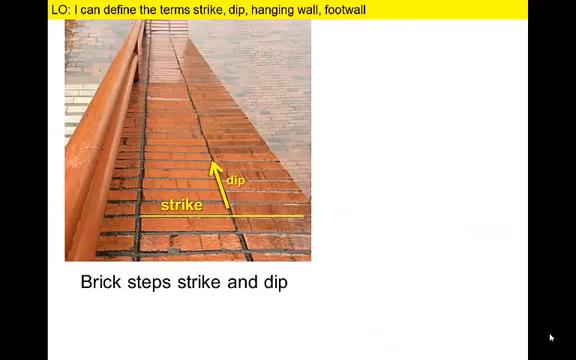 LO: I can define the terms strike, dip, hanging wall, footwall
dip
strike
Brick steps strike and dip